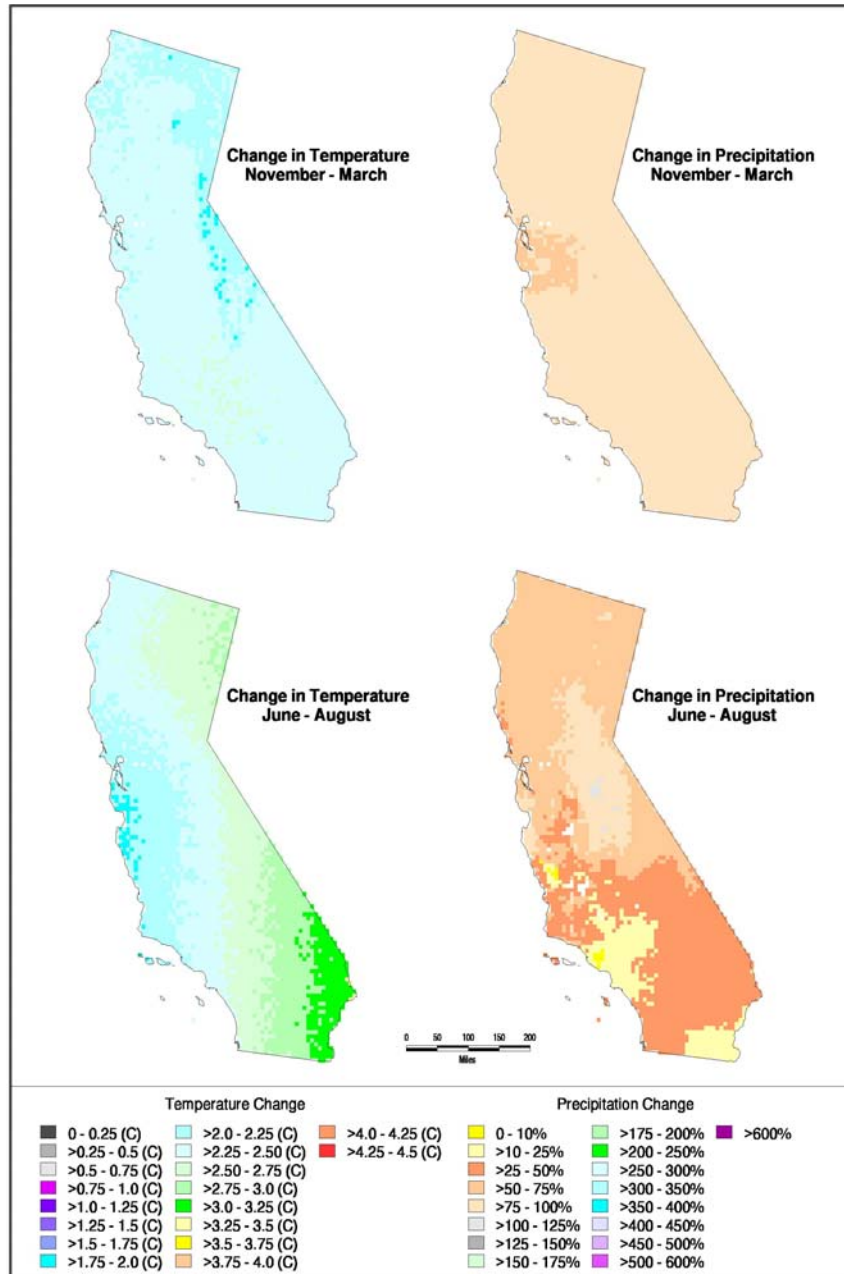 Change in Temperature
November - March
Change in Precipitation
November - March
Change in Temperature
June - August
Change in Precipitation
June - August
0 50 100 150 200
Miles
Temperature Change
0 - 0.25 (C)
>0.25 - 0.5 (C)
>0.5 - 0.75 (C)
>0.75 - 1.0 (C)
>1.0 - 1.25 (C)
>1.25 - 1.5 (C)
>1.5 - 1.75 (C)
>1.75 - 2.0 (C)
>2.0 - 2.25 (C)
>2.25 - 2.50 (C)
>2.50 - 2.75 (C)
>2.75 - 3.0 (C)
>3.0 - 3.25 (C)
>3.25 - 3.5 (C)
>3.5 - 3.75 (C)
>3.75 - 4.0 (C)
>4.0 - 4.25 (C)
>4.25 - 4.5 (C)
Precipitation Change
0 - 10%
>10 - 25%
>25 - 50%
>50 - 75%
>75 - 100%
>100 - 125%
>125 - 150%
>150 - 175%
>175 - 200%
>200 - 250%
>250 - 300%
>300 - 350%
>350 - 400%
>400 - 450%
>450 - 500%
>500 - 600%
>600%